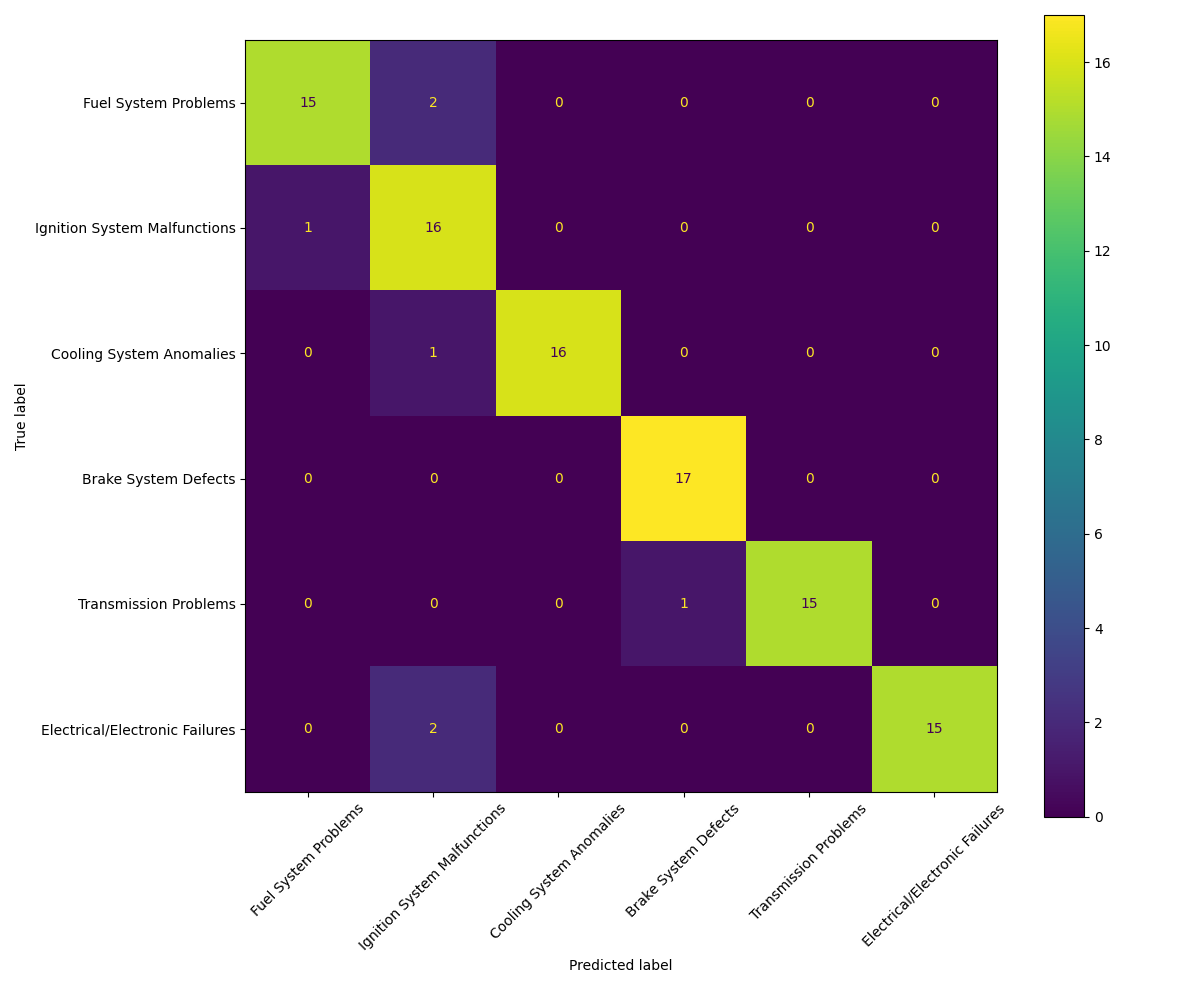 Fuel System Problems 15 2 0 0 0 0
Ignition System Malfunctions 1 16 0 0 0 0
Cooling System Anomalies 0 1 16 0 0 0
Brake System Defects 0 0 0 17 0 0
Transmission Problems 0 0 0 1 15 0
Electrical/Electronic Failures 0 2 0 0 0 15
True label
Fuel System Problems
Ignition System Malfunctions
Cooling System Anomalies
Brake System Defects
Transmission Problems
Electrical/Electronic Failures
Predicted label
16
14
12
10
8
6
4
2
0